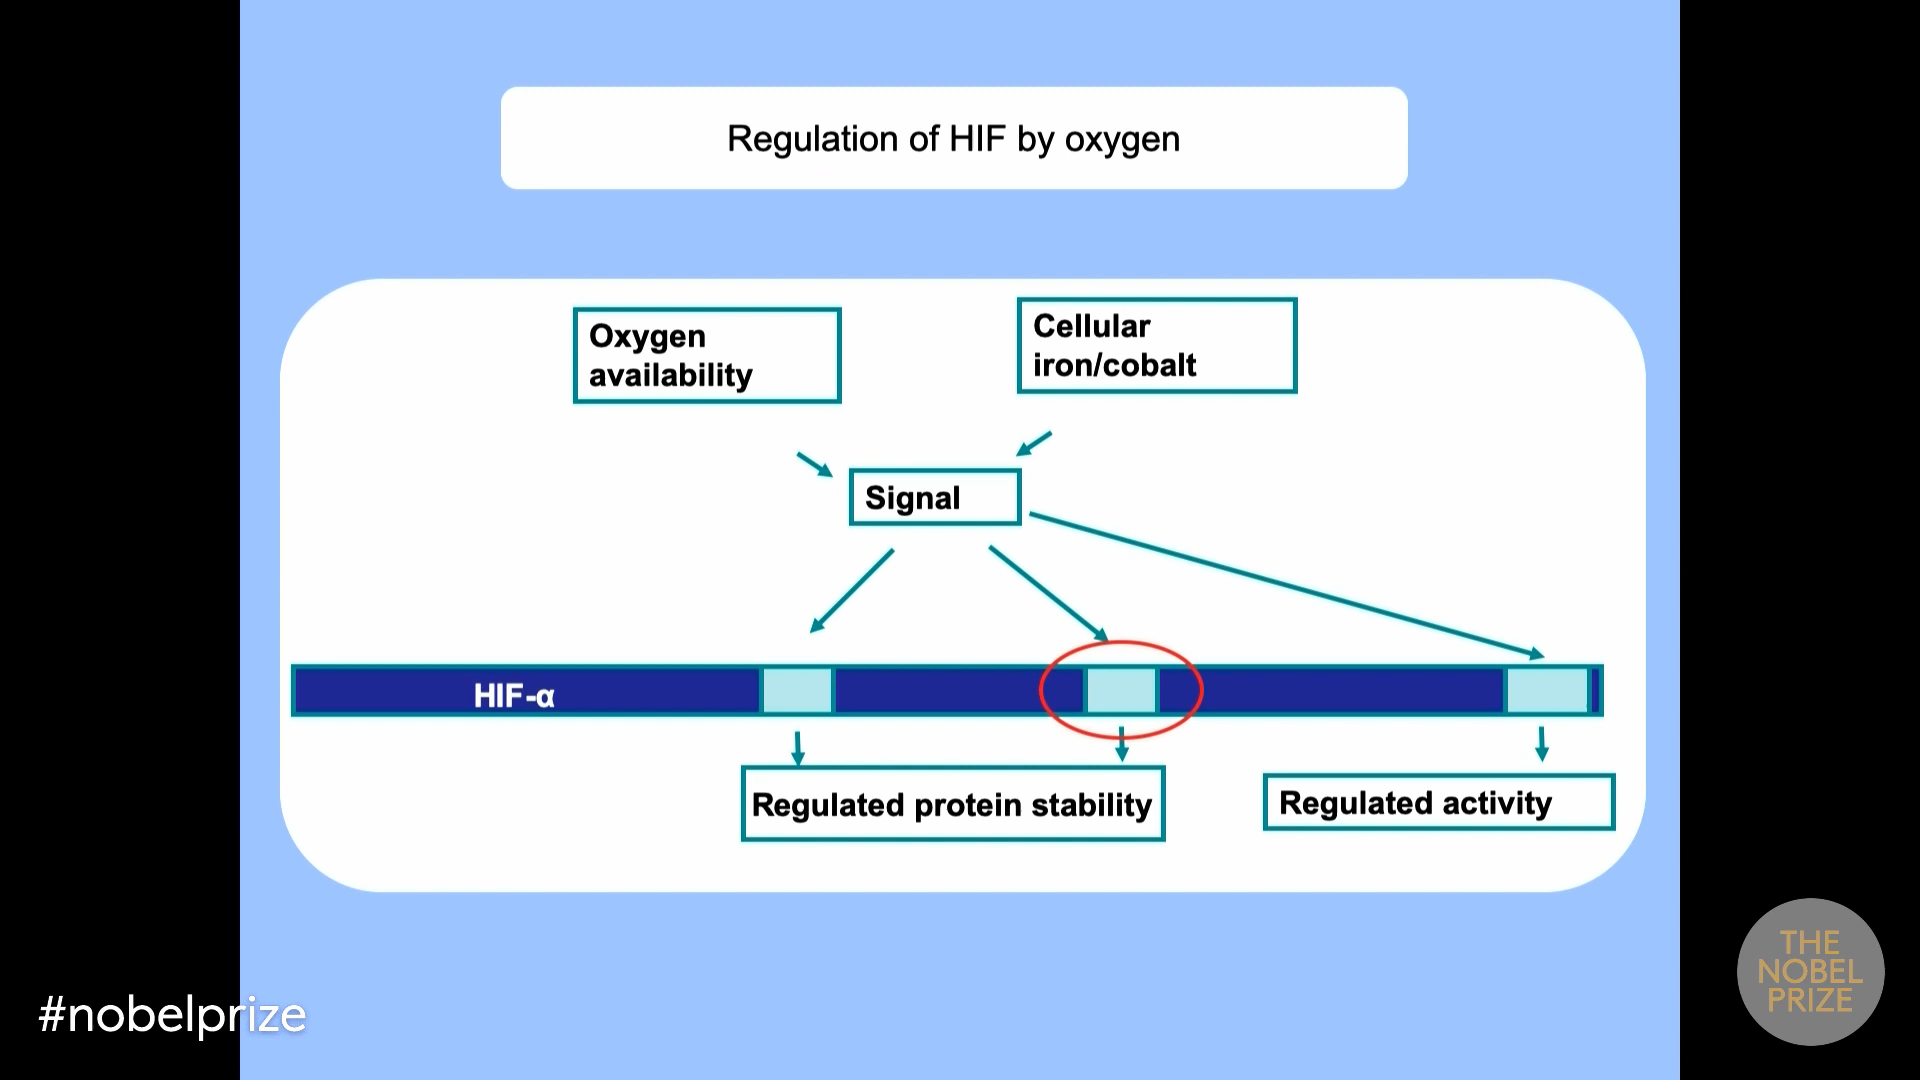 Regulation of HIF by oxygen
Oxygen
availability
Cellular
iron/cobalt
Signal
HIF-α
Regulated protein stability
Regulated activity
#nobelprize
THE
NOBEL
PRIZE